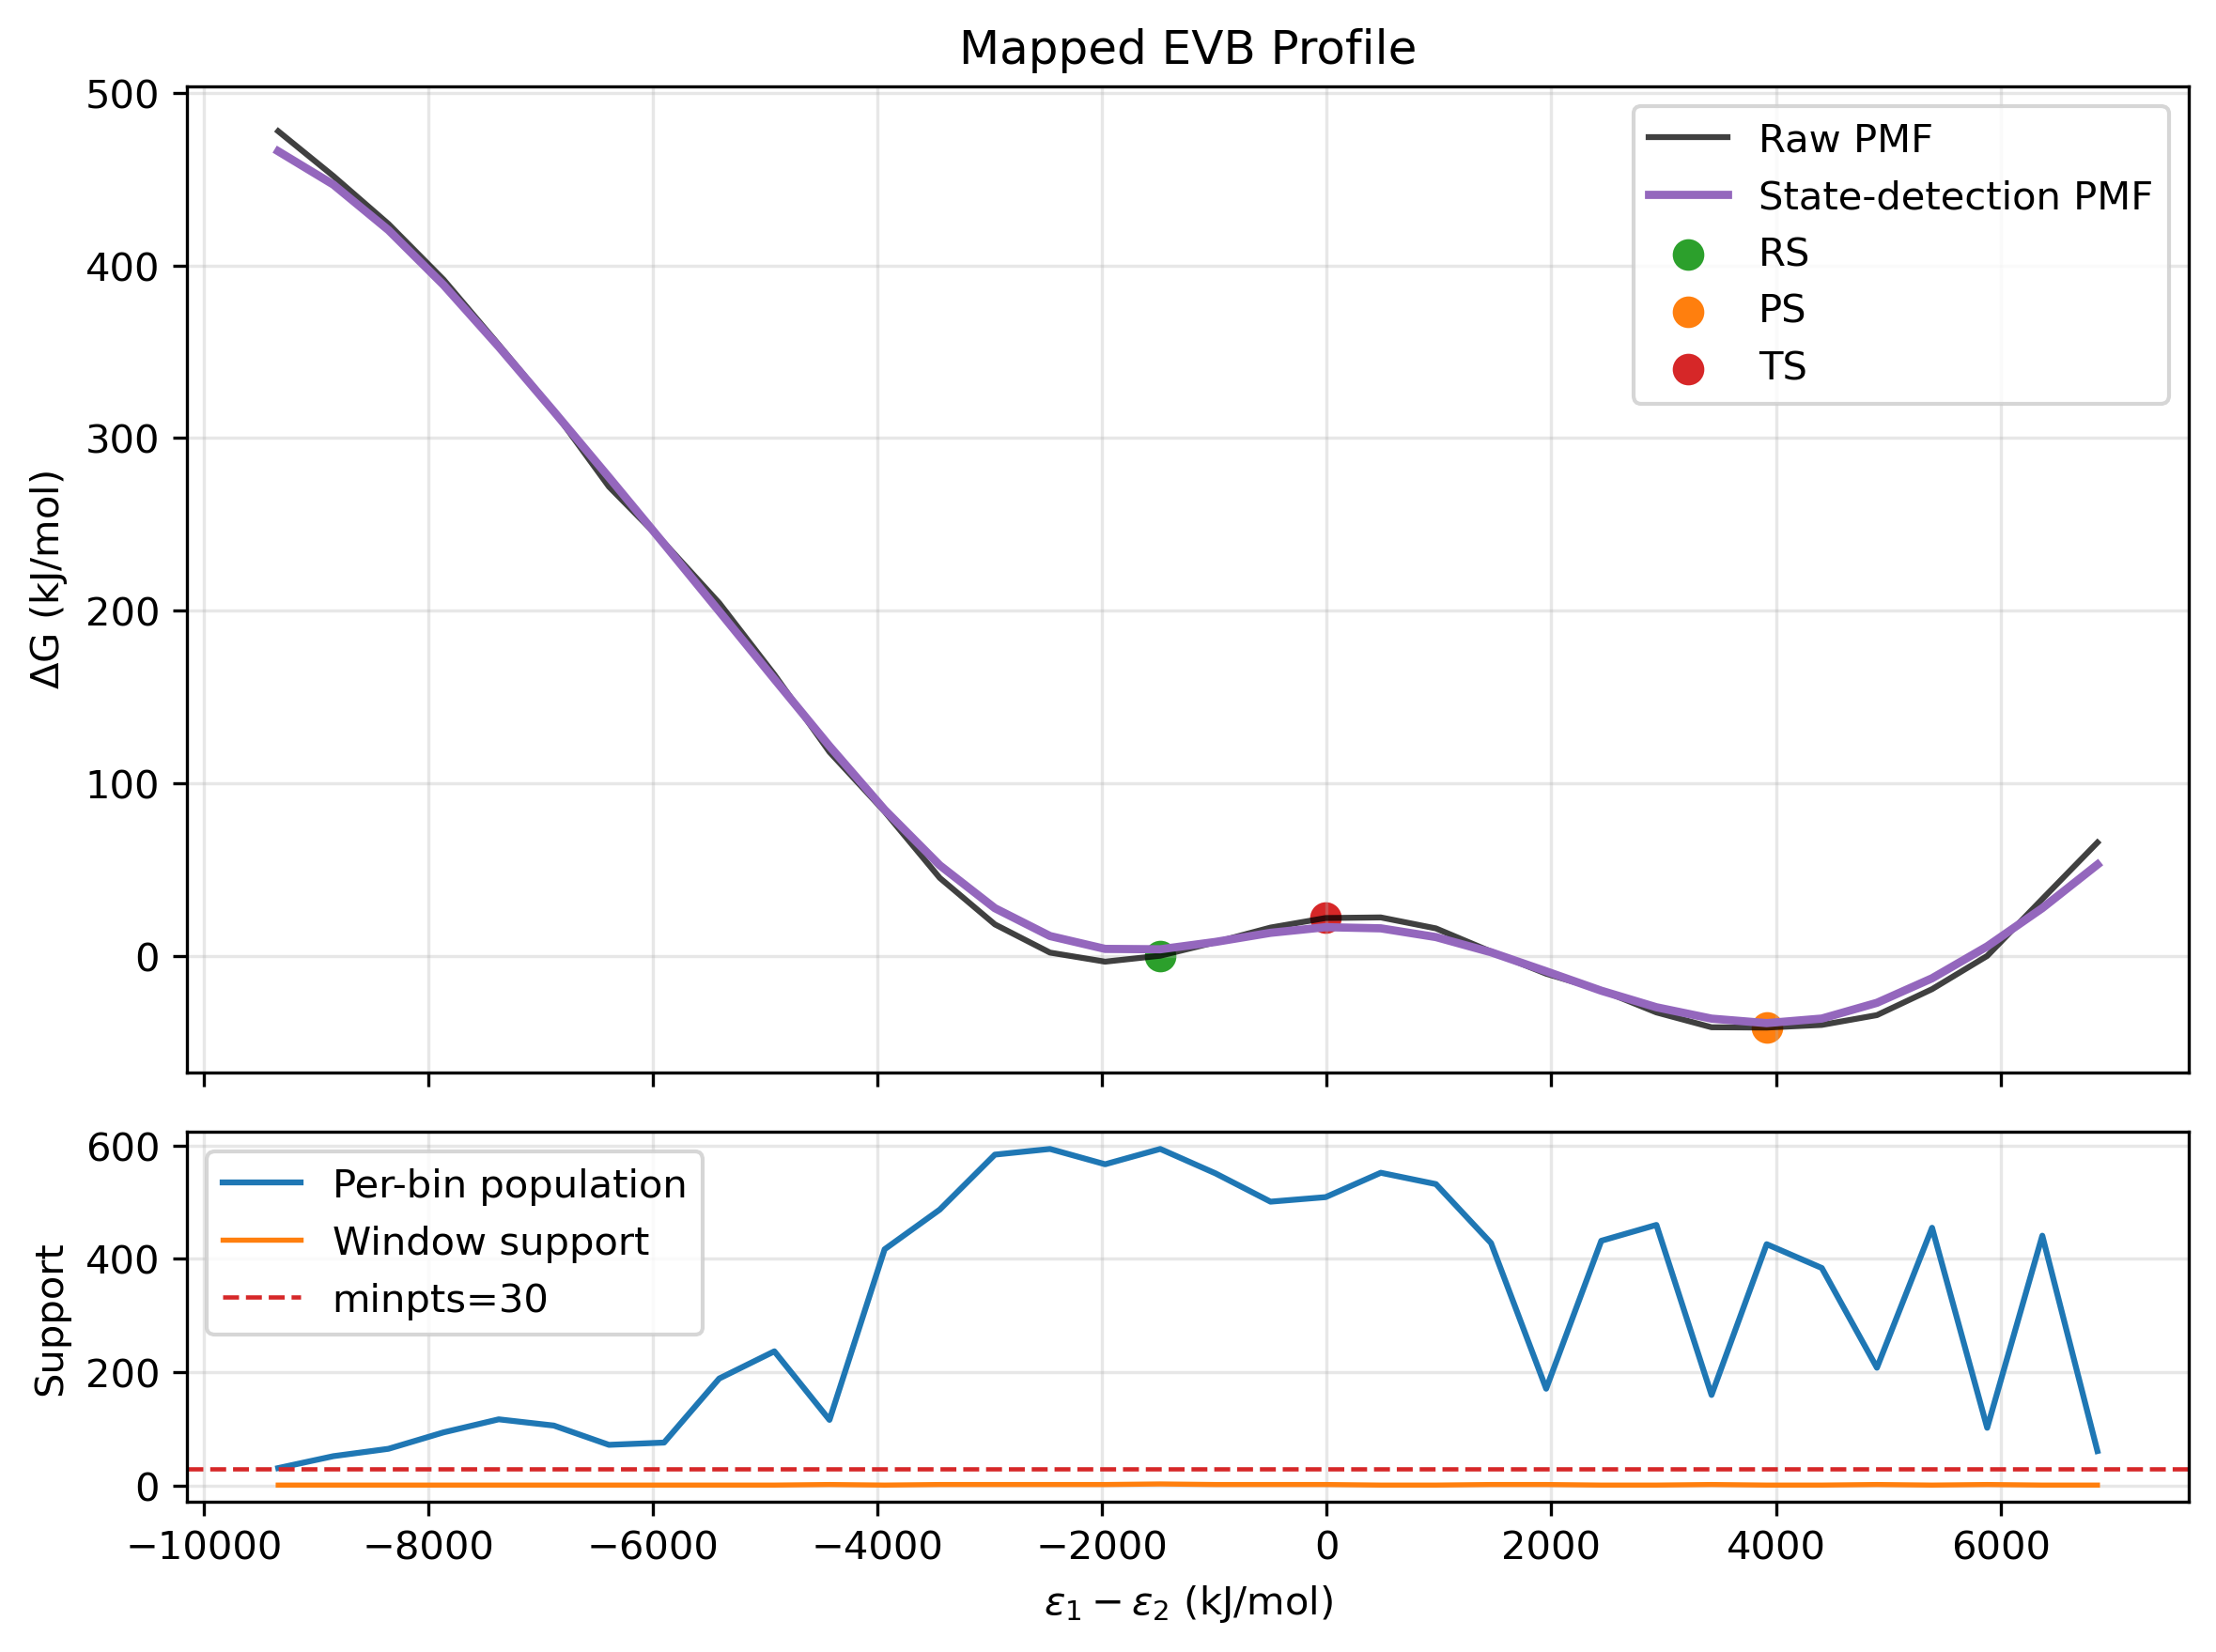 Mapped EVB Profile
500
400
300
200
100
0
ΔG (kJ/mol)
Raw PMF
State-detection PMF
RS
PS
TS
600
400
200
0
Support
Per-bin population
Window support
minpts=30
−10000 −8000 −6000 −4000 −2000 0 2000 4000 6000
ε₁ − ε₂ (kJ/mol)